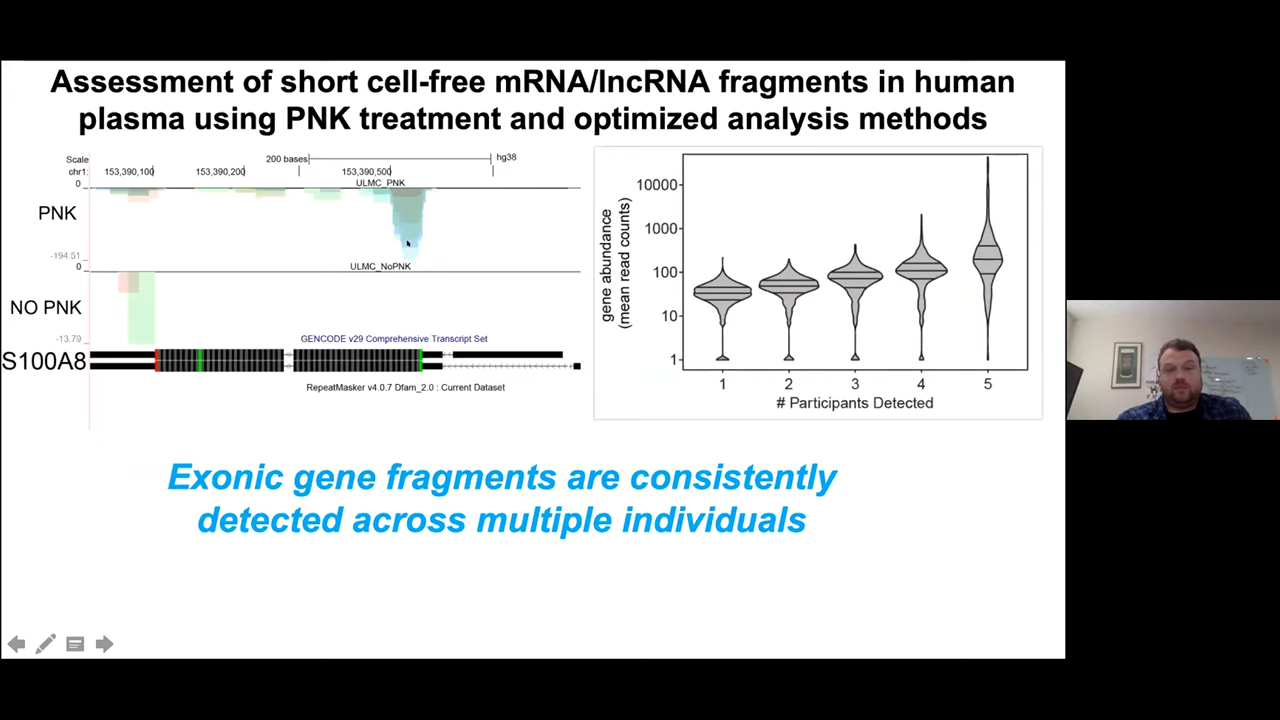 Assessment of short cell-free mRNA/lncRNA fragments in human
plasma using PNK treatment and optimized analysis methods
Scale
200 bases
hg38
chr1:
153,390,100
153,390,200
153,390,500
0
ULMC_PNK
PNK
-194.51
0
ULMC_NoPNK
NO PNK
-13.79
GENCODE v29 Comprehensive Transcript Set
S100A8
RepeatMasker v4.0.7 Dfam_2.0 : Current Dataset
gene abundance
(mean read counts)
10000
1000
100
10
1
1 2 3 4 5
# Participants Detected
Exonic gene fragments are consistently
detected across multiple individuals